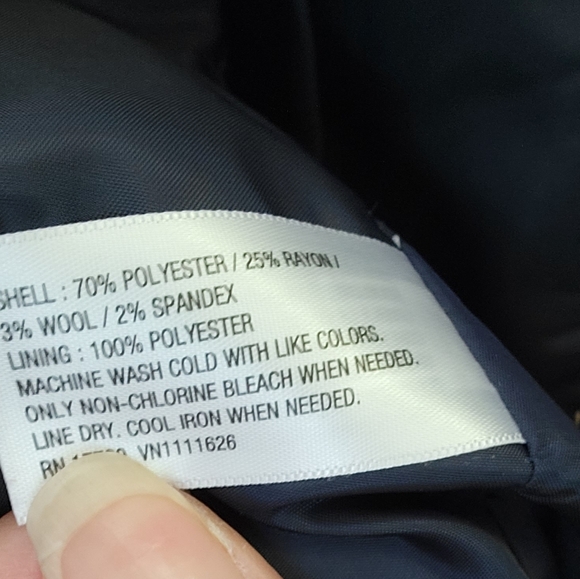 SHELL : 70% POLYESTER / 25% RAYON /
3% WOOL / 2% SPANDEX
LINING : 100% POLYESTER
MACHINE WASH COLD WITH LIKE COLORS.
ONLY NON-CHLORINE BLEACH WHEN NEEDED.
LINE DRY. COOL IRON WHEN NEEDED.
RN VN1111626